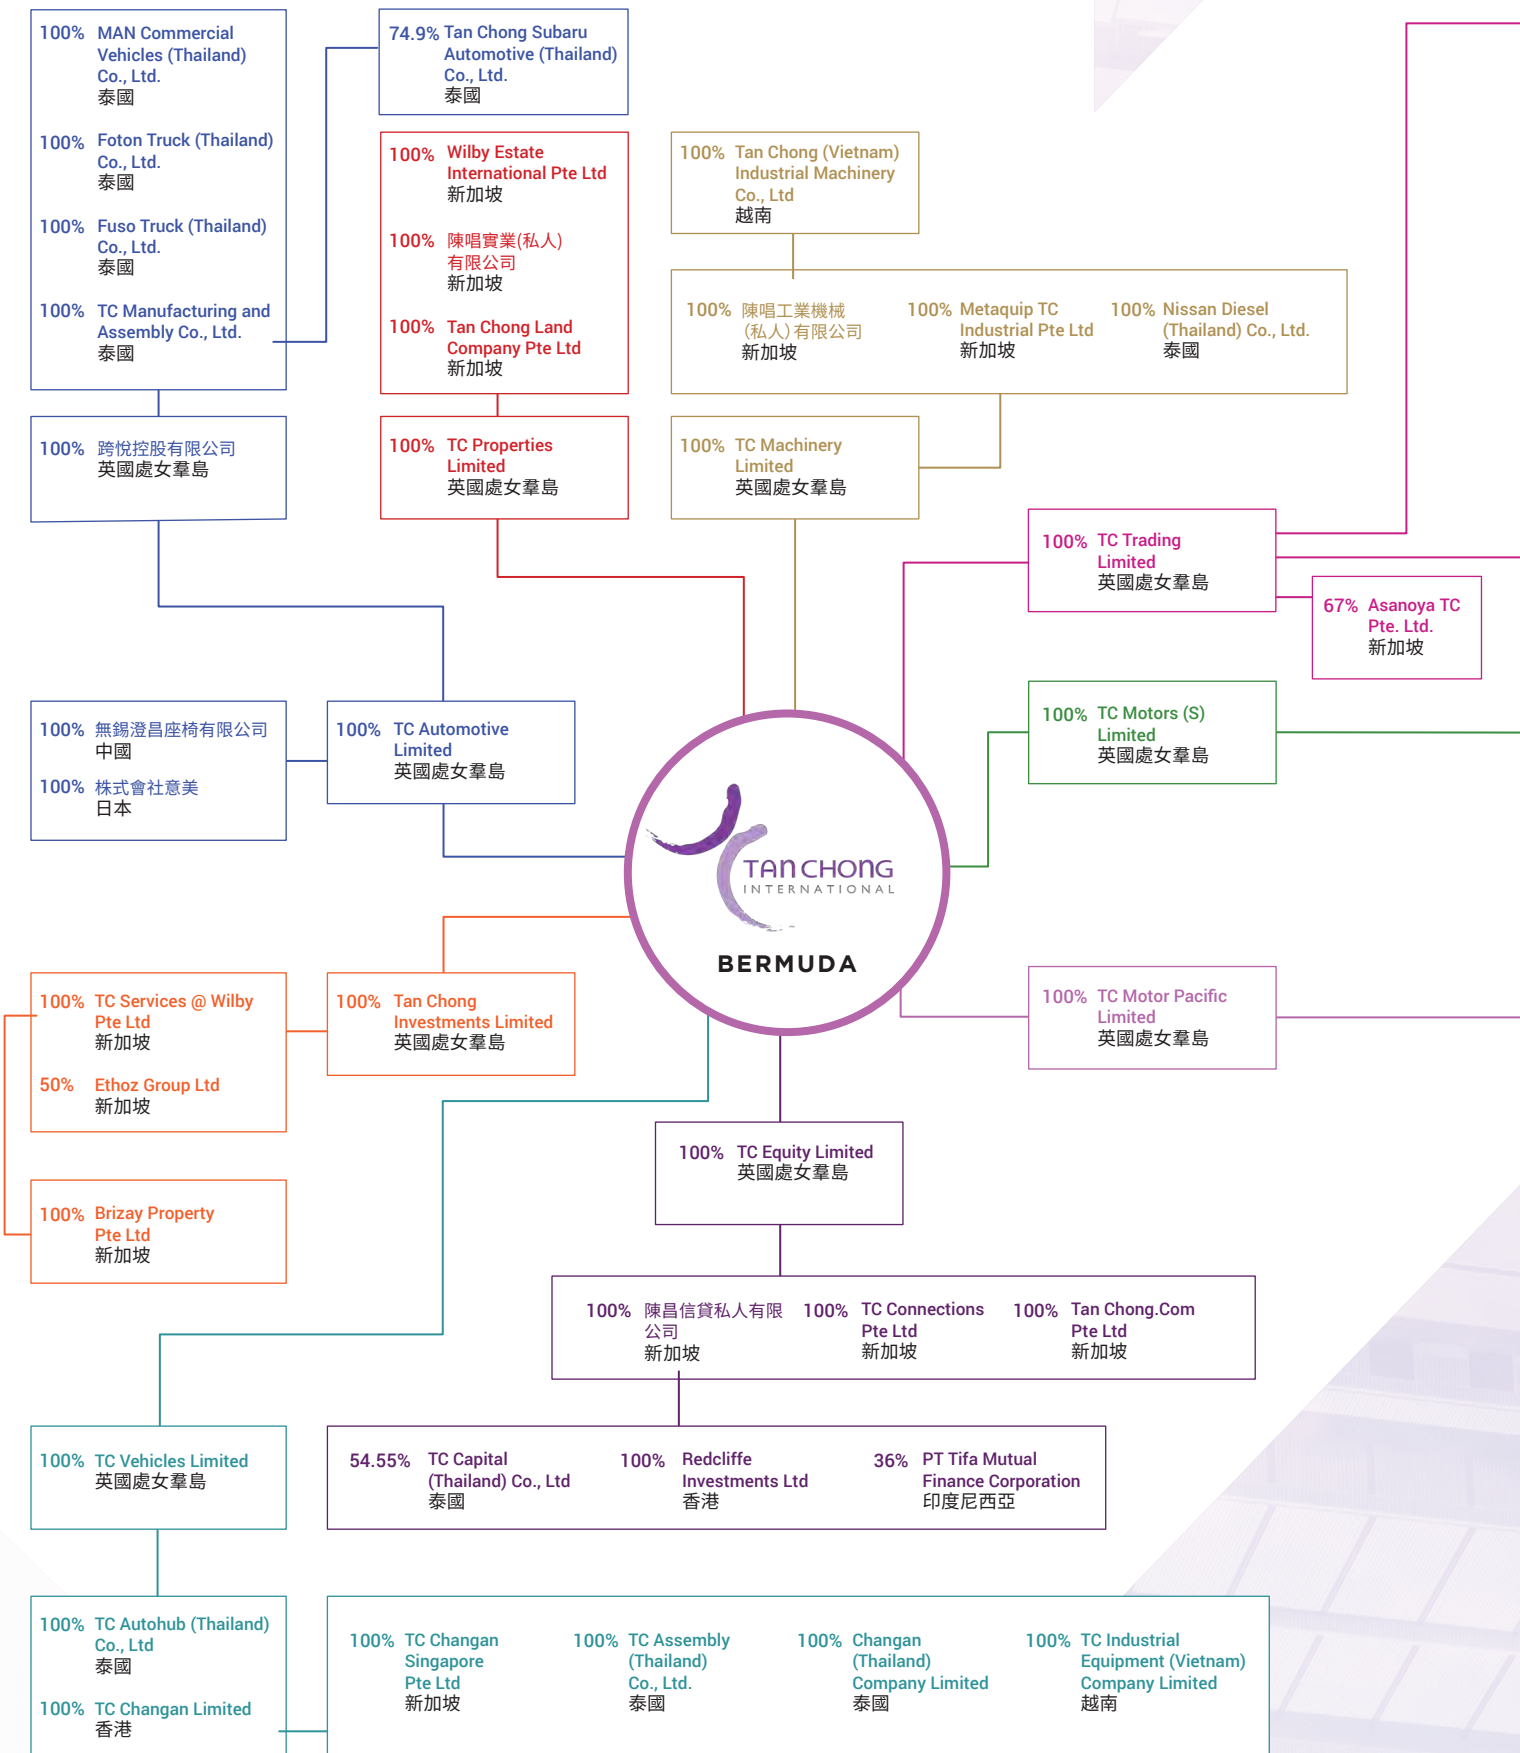 100% MAN Commercial
Vehicles (Thailand)
Co., Ltd.
泰國
100% Foton Truck (Thailand)
Co., Ltd.
泰國
100% Fuso Truck (Thailand)
Co., Ltd.
泰國
100% TC Manufacturing and
Assembly Co., Ltd.
泰國
74.9% Tan Chong Subaru
Automotive (Thailand)
Co., Ltd.
泰國
100% Wilby Estate
International Pte Ltd
新加坡
100% 陳唱實業(私人)
有限公司
新加坡
100% Tan Chong Land
Company Pte Ltd
新加坡
100% Tan Chong (Vietnam)
Industrial Machinery
Co., Ltd
越南
100% 陳唱工業機械
(私人)有限公司
新加坡
100% Metaquip TC
Industrial Pte Ltd
新加坡
100% Nissan Diesel
(Thailand) Co., Ltd.
泰國
100% 跨悅控股有限公司
英國處女羣島
100% TC Properties
Limited
英國處女羣島
100% TC Machinery
Limited
英國處女羣島
100% TC Trading
Limited
英國處女羣島
67% Asanoya TC
Pte. Ltd.
新加坡
100% 無錫澄昌座椅有限公司
中國
100% 株式會社意美
日本
100% TC Automotive
Limited
英國處女羣島
100% TC Motors (S)
Limited
英國處女羣島
TAN CHONG
INTERNATIONAL
BERMUDA
100% TC Services @ Wilby
Pte Ltd
新加坡
50% Ethoz Group Ltd
新加坡
100% Tan Chong
Investments Limited
英國處女羣島
100% TC Motor Pacific
Limited
英國處女羣島
100% Brizay Property
Pte Ltd
新加坡
100% TC Equity Limited
英國處女羣島
100% 陳昌信貸私人有限
公司
新加坡
100% TC Connections
Pte Ltd
新加坡
100% Tan Chong.Com
Pte Ltd
新加坡
100% TC Vehicles Limited
英國處女羣島
54.55% TC Capital
(Thailand) Co., Ltd
泰國
100% Redcliffe
Investments Ltd
香港
36% PT Tifa Mutual
Finance Corporation
印度尼西亞
100% TC Autohub (Thailand)
Co., Ltd
泰國
100% TC Changan Limited
香港
100% TC Changan
Singapore
Pte Ltd
新加坡
100% TC Assembly
(Thailand)
Co., Ltd.
泰國
100% Changan
(Thailand)
Company Limited
泰國
100% TC Industrial
Equipment (Vietnam)
Company Limited
越南